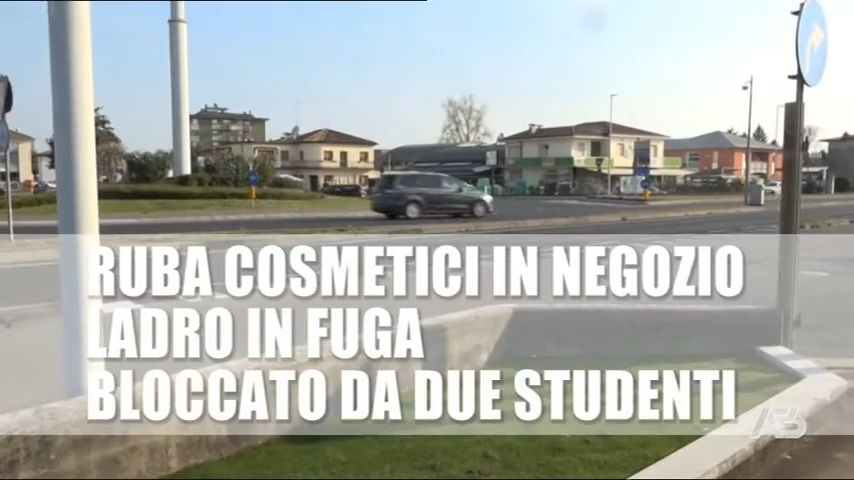 RUBA COSMETICI IN NEGOZIO
LADRO IN FUGA
BLOCCATO DA DUE STUDENTI